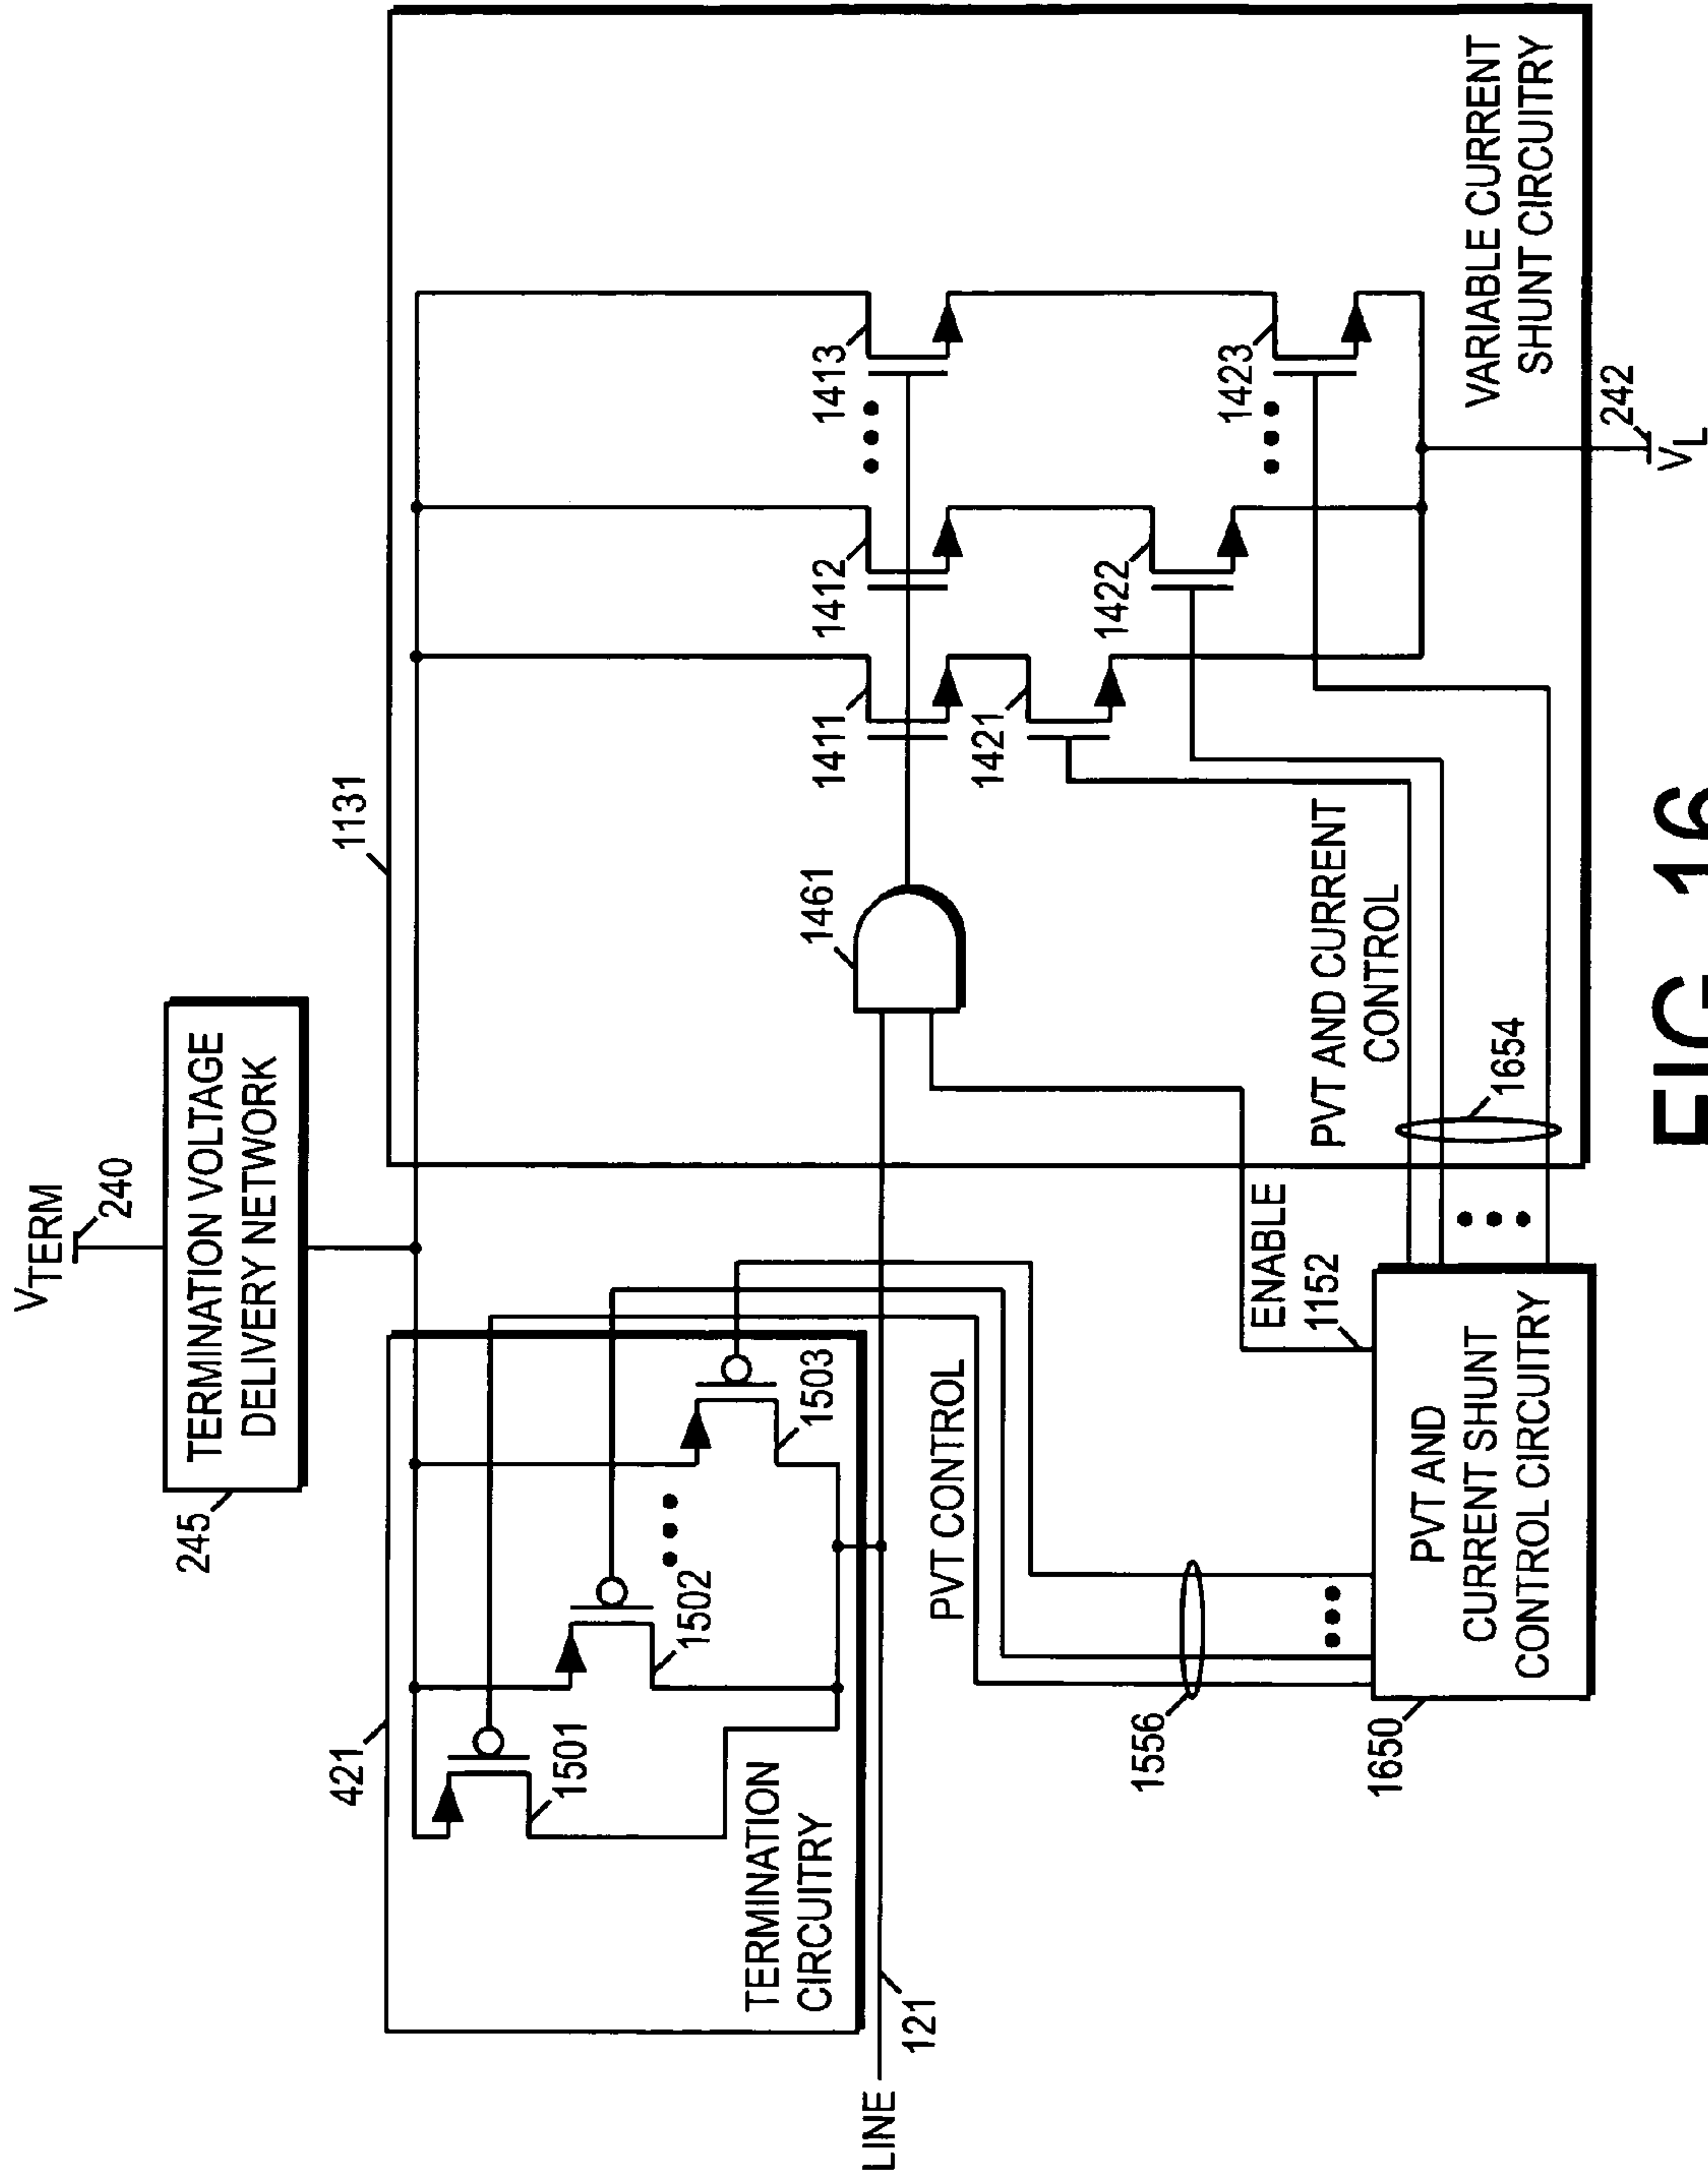 VTERM
240
245
TERMINATION VOLTAGE
DELIVERY NETWORK
421
1131
1501
1502
1503
TERMINATION
CIRCUITRY
LINE
121
PVT CONTROL
1461
1411
1412
1413
1421
1422
1423
ENABLE
1152
PVT AND CURRENT
CONTROL
1654
1556
1650
PVT AND
CURRENT SHUNT
CONTROL CIRCUITRY
VARIABLE CURRENT
SHUNT CIRCUITRY
242
VL
FIG. 16